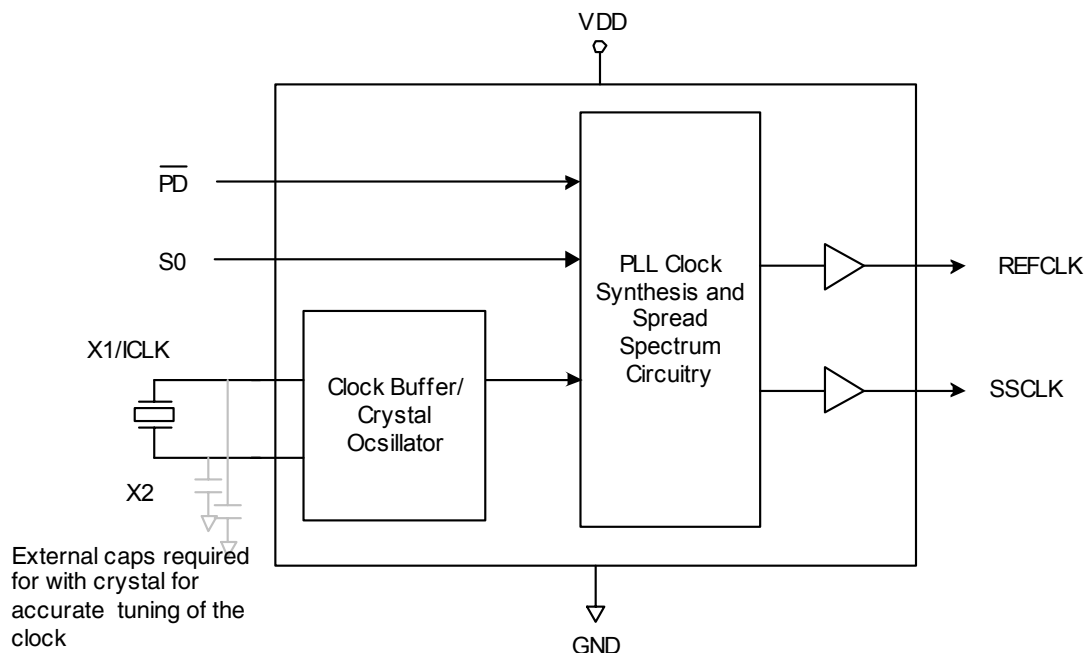 VDD
PD
S0
X1/ICLK
X2
Clock Buffer/
Crystal
Ocsillator
PLL Clock
Synthesis and
Spread
Spectrum
Circuitry
REFCLK
SSCLK
External caps required
for with crystal for
accurate tuning of the
clock
GND